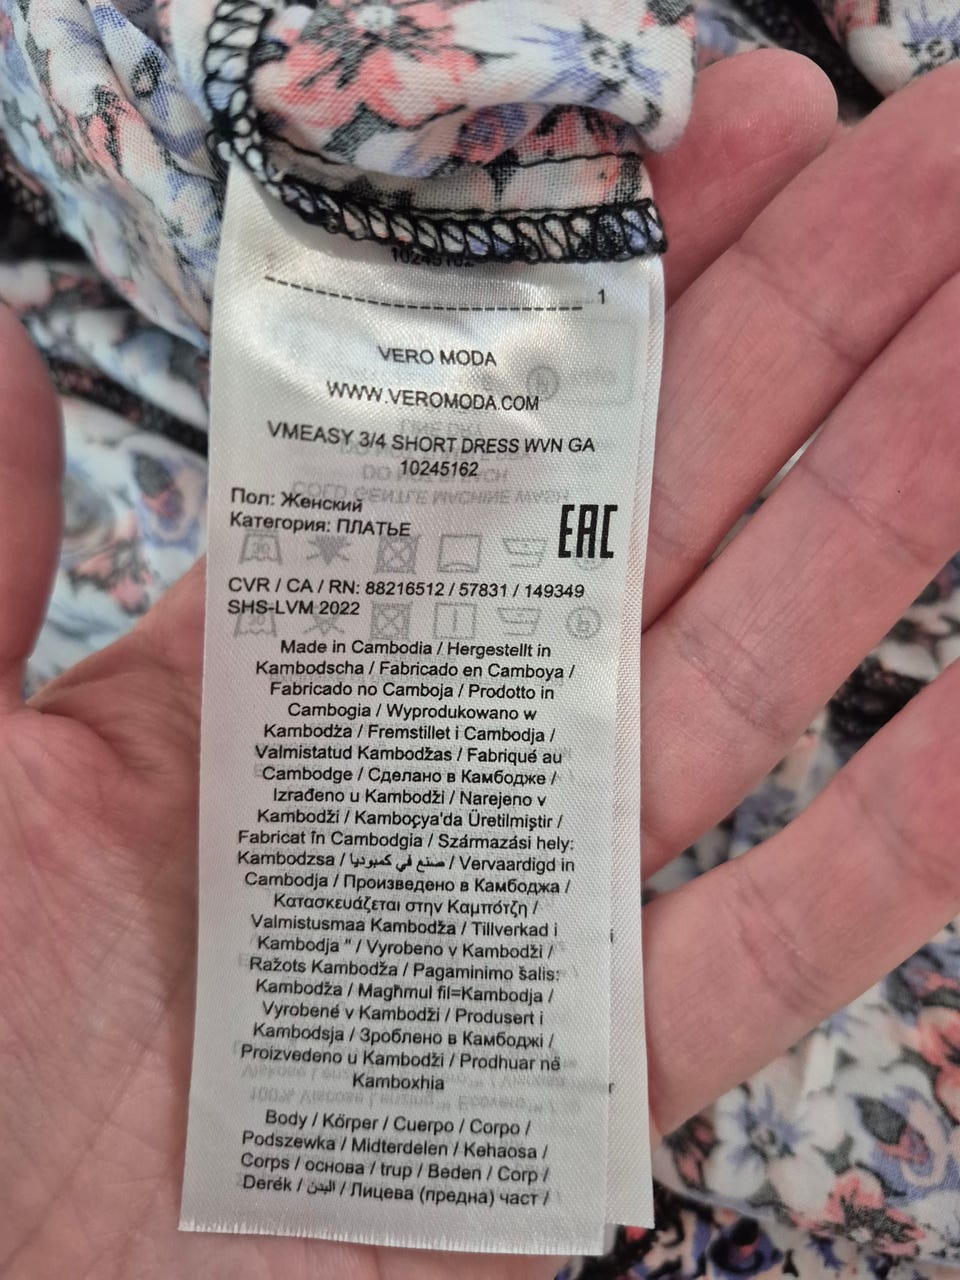 10245162
1
VERO MODA
WWW.VEROMODA.COM
VMEASY 3/4 SHORT DRESS WVN GA
10245162
Пол: Женский
Категория: ПЛАТЬЕ
EAC
CVR / CA / RN: 88216512 / 57831 / 149349
SHS-LVM 2022
Made in Cambodia / Hergestellt in
Kambodscha / Fabricado en Camboya /
Fabricado no Camboja / Prodotto in
Cambogia / Wyprodukowano w
Kambodża / Fremstillet i Cambodja /
Valmistatud Kambodžas / Fabriqué au
Cambodge / Сделано в Камбодже /
Izrađeno u Kambodži / Narejeno v
Kambodži / Kamboçya'da Üretilmiştir /
Fabricat în Cambodgia / Származási hely:
Kambodzsa / صنع في كمبوديا / Vervaardigd in
Cambodja / Произведено в Камбоджа /
Κατασκευάζεται στην Καμπότζη /
Valmistusmaa Kambodža / Tillverkad i
Kambodja " / Vyrobeno v Kambodži /
Ražots Kambodža / Pagaminimo šalis:
Kambodža / Magħmul fil=Kambodja /
Vyrobené v Kambodži / Produsert i
Kambodsja / Зроблено в Камбоджі /
Proizvedeno u Kambodži / Prodhuar në
Kamboxhia
Body / Körper / Cuerpo / Corpo /
Podszewka / Midterdelen / Kehaosa /
Corps / основа / trup / Beden / Corp /
Derék / البدن / Лицева (предна) част /